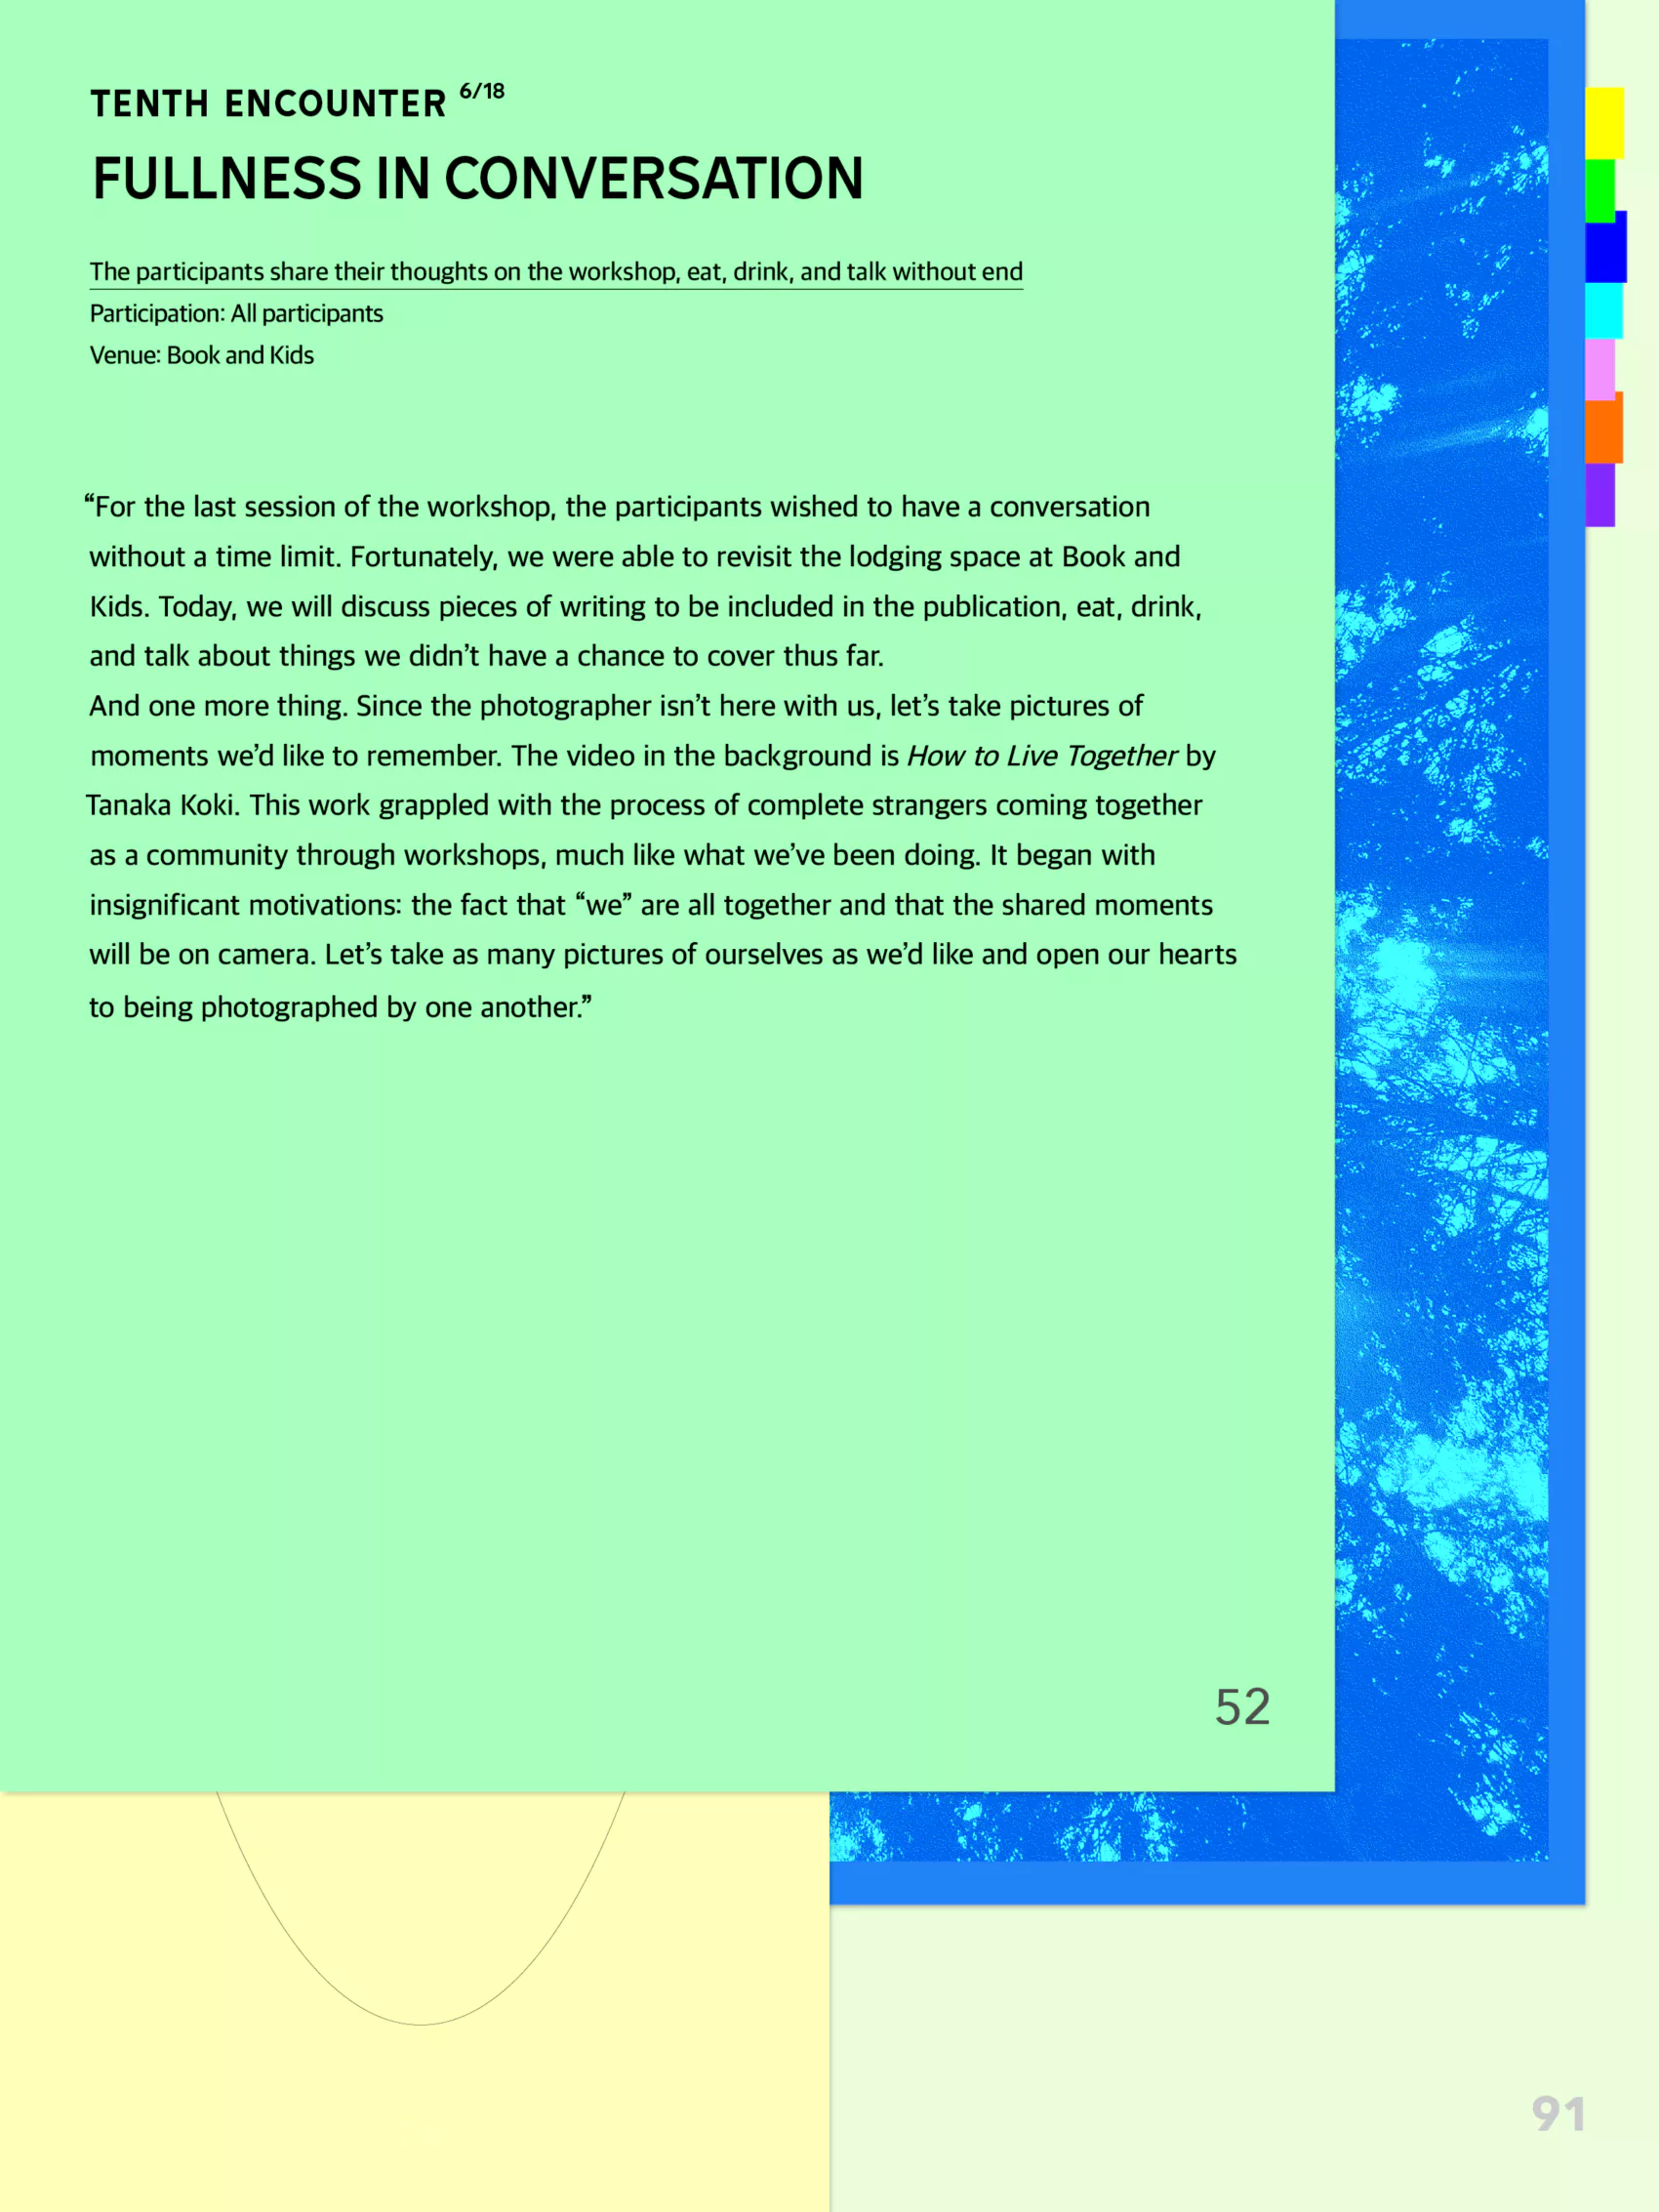 TENTH ENCOUNTER 6/18
FULLNESS IN CONVERSATION
The participants share their thoughts on the workshop, eat, drink, and talk without end
Participation: All participants
Venue: Book and Kids
“For the last session of the workshop, the participants wished to have a conversation
without a time limit. Fortunately, we were able to revisit the lodging space at Book and
Kids. Today, we will discuss pieces of writing to be included in the publication, eat, drink,
and talk about things we didn’t have a chance to cover thus far.
And one more thing. Since the photographer isn’t here with us, let’s take pictures of
moments we’d like to remember. The video in the background is How to Live Together by
Tanaka Koki. This work grappled with the process of complete strangers coming together
as a community through workshops, much like what we’ve been doing. It began with
insignificant motivations: the fact that “we” are all together and that the shared moments
will be on camera. Let’s take as many pictures of ourselves as we’d like and open our hearts
to being photographed by one another.”
52
91